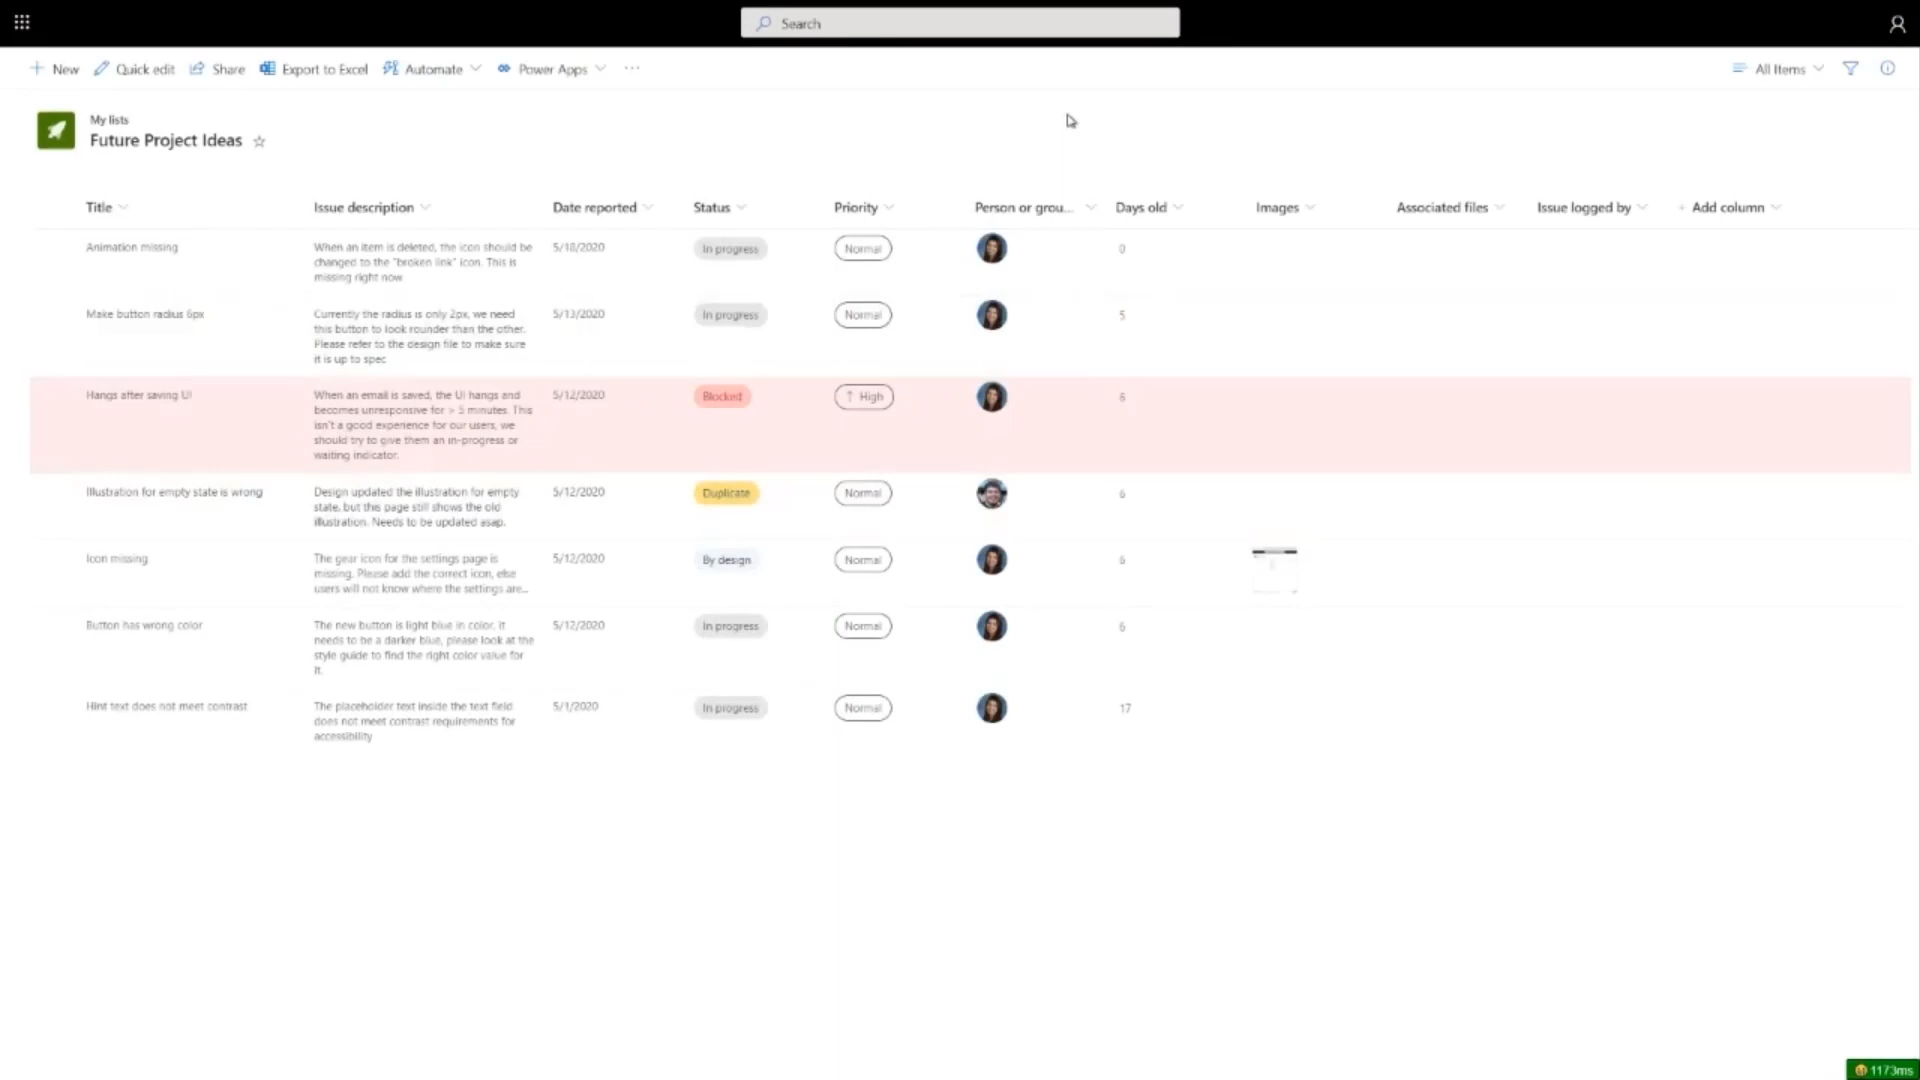 Search
New Quick edit Share Export to Excel Automate Power Apps ... All Items
My lists
Future Project Ideas
Title Issue description Date reported Status Priority Person or grou... Days old Images Associated files Issue logged by + Add column
Animation missing
When an item is deleted, the icon should be
changed to the "broken link" icon. This is
missing right now
5/18/2020 In progress Normal 0
Make button radius 6px
Currently the radius is only 2px, we need
this button to look rounder than the other.
Please refer to the design file to make sure
it is up to spec
5/13/2020 In progress Normal 5
Hangs after saving UI
When an email is saved, the UI hangs and
becomes unresponsive for > 5 minutes. This
isn't a good experience for our users, we
should try to give them an in-progress or
waiting indicator.
5/12/2020 Blocked ↑ High 6
Illustration for empty state is wrong
Design updated the illustration for empty
state, but this page still shows the old
illustration. Needs to be updated asap.
5/12/2020 Duplicate Normal 6
Icon missing
The gear icon for the settings page is
missing. Please add the correct icon, else
users will not know where the settings are...
5/12/2020 By design Normal 6
Button has wrong color
The new button is light blue in color, it
needs to be a darker blue, please look at the
style guide to find the right color value for
it.
5/12/2020 In progress Normal 6
Hint text does not meet contrast
The placeholder text inside the text field
does not meet contrast requirements for
accessibility
5/1/2020 In progress Normal 17
1173ms